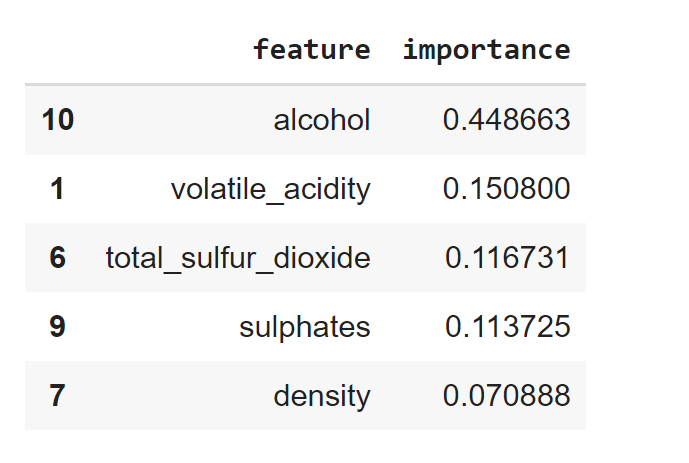 feature importance
10 alcohol 0.448663
1 volatile_acidity 0.150800
6 total_sulfur_dioxide 0.116731
9 sulphates 0.113725
7 density 0.070888